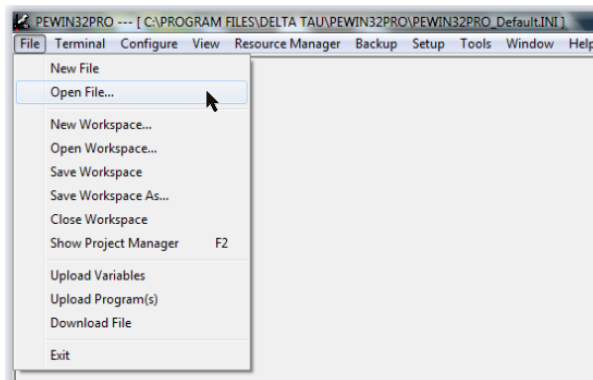 PEWIN32PRO --- [ C:\PROGRAM FILES\DELTA TAU\PEWIN32PRO\PEWIN32PRO_Default.INI ]
File Terminal Configure View Resource Manager Backup Setup Tools Window Help
New File
Open File...
New Workspace...
Open Workspace...
Save Workspace
Save Workspace As...
Close Workspace
Show Project Manager F2
Upload Variables
Upload Program(s)
Download File
Exit